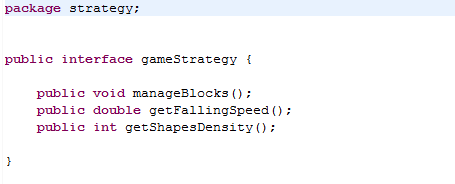 package strategy;
public interface gameStrategy {
public void manageBlocks();
public double getFallingSpeed();
public int getShapesDensity();
}